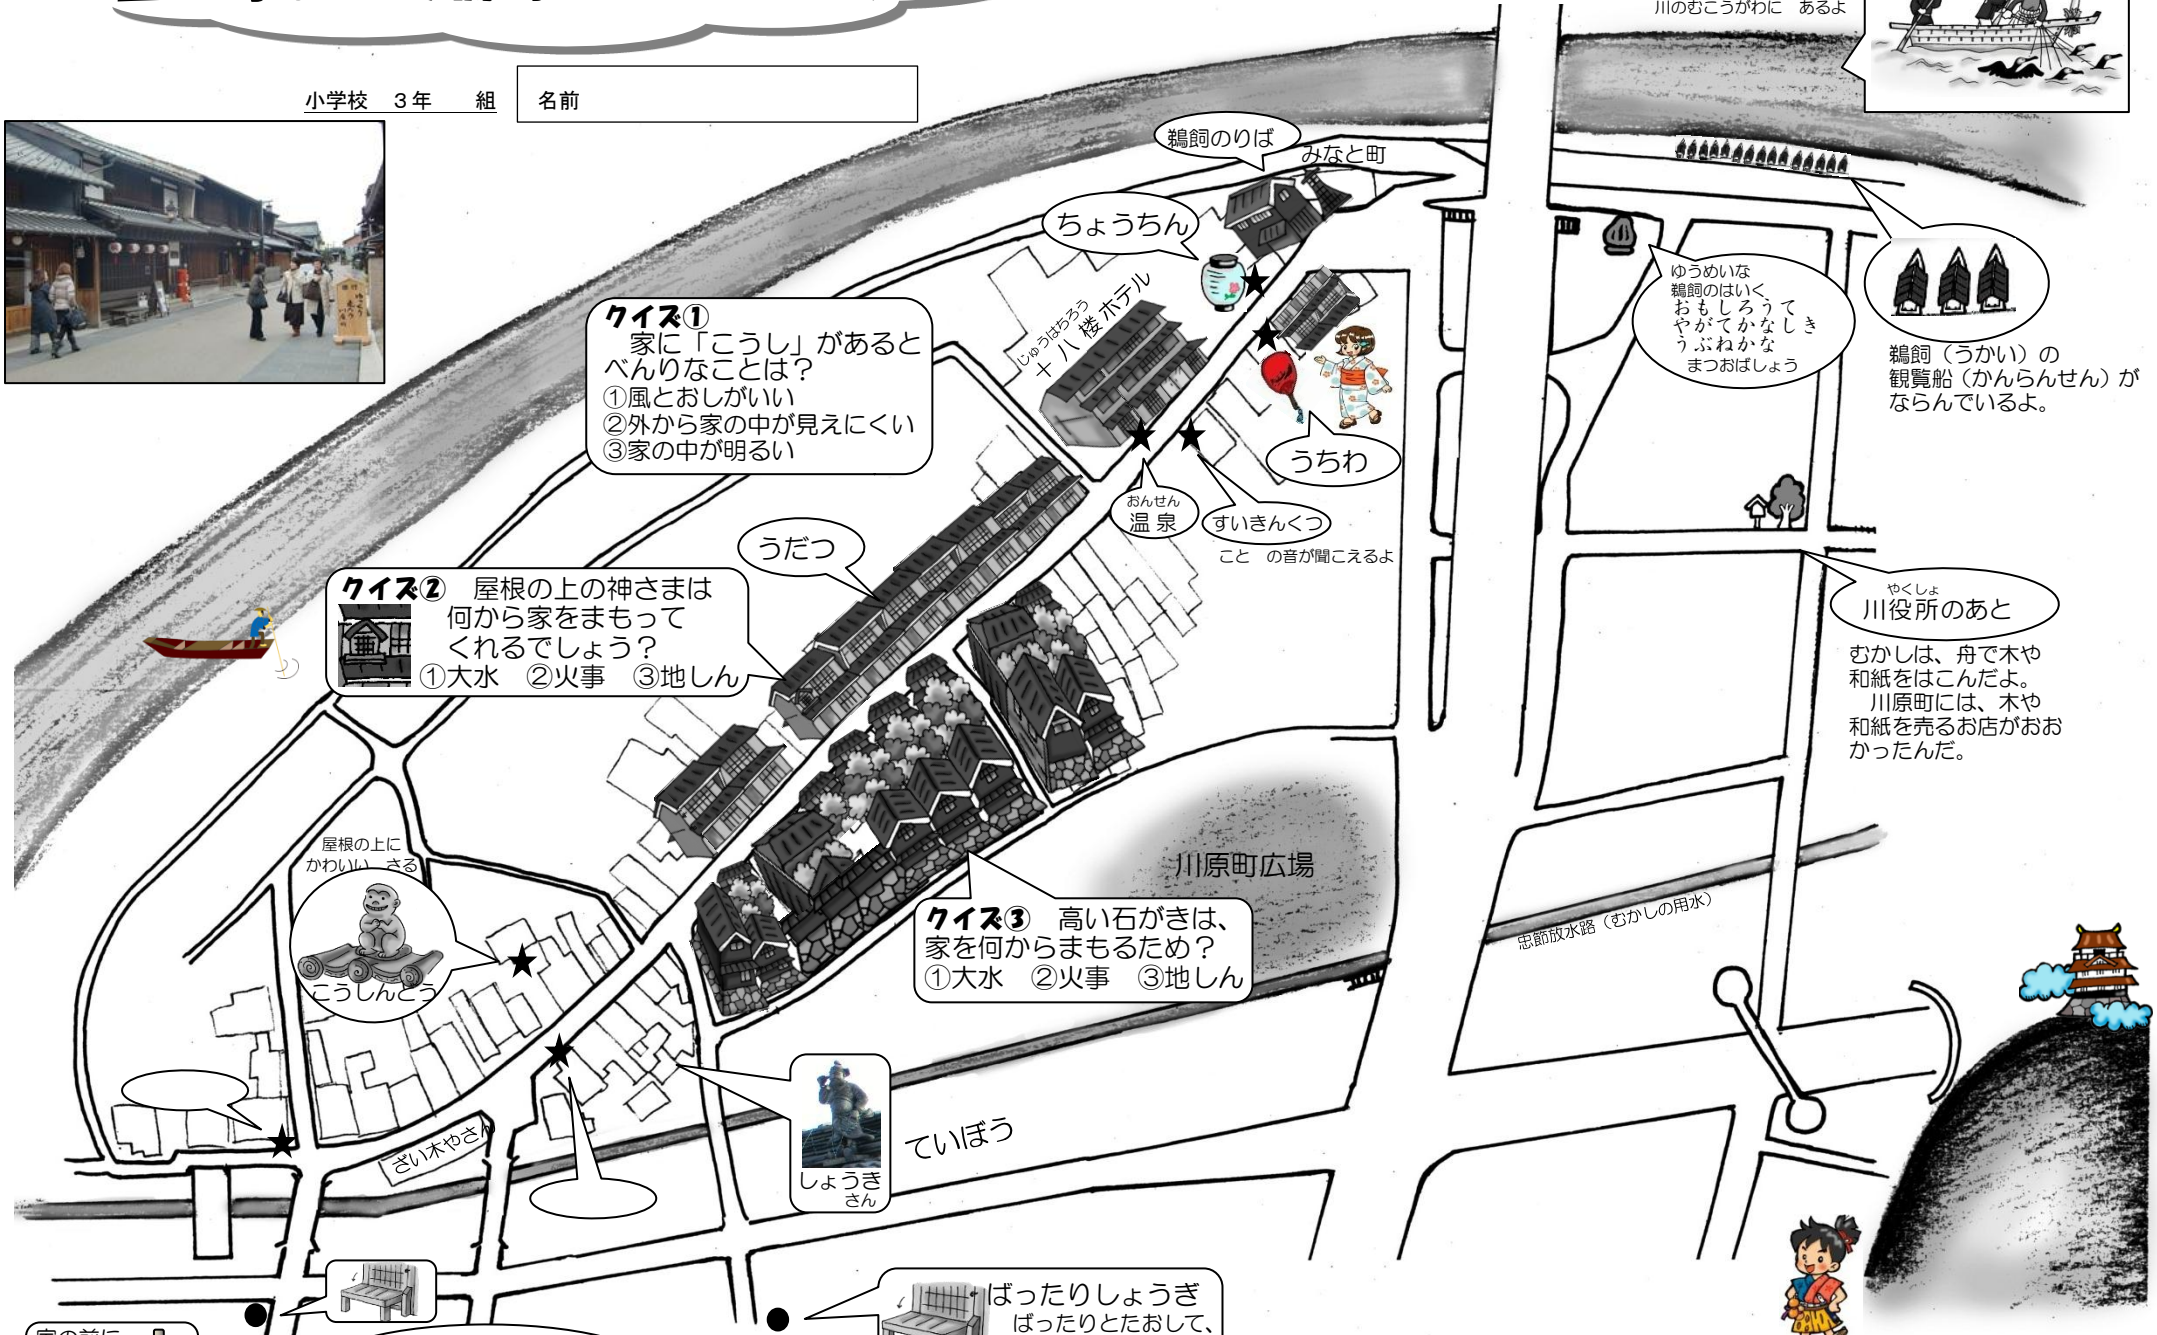 川のむこうがわに　あるよ
小学校　３年　　組
名前
鵜飼のりば
みなと町
ちょうちん
じゅうはちろう
十八楼ホテル
クイズ①
家に「こうし」があると
べんりなことは？
①風とおしがいい
②外から家の中が見えにくい
③家の中が明るい
ゆうめいな
鵜飼のはいく
おもしろうて
やがてかなしき
うぶねかな
まつおばしょう
鵜飼（うかい）の
観覧船（かんらんせん）が
ならんでいるよ。
うちわ
おんせん
温泉
すいきんくつ
こと　の音が聞こえるよ
うだつ
クイズ②　屋根の上の神さまは
何から家をまもって
くれるでしょう？
①大水　②火事　③地しん
やくしょ
川役所のあと
むかしは、舟で木や
和紙をはこんだよ。
川原町には、木や
和紙を売るお店がおお
かったんだ。
屋根の上に
かわいい　さる
こうしんどう
川原町広場
クイズ③　高い石がきは、
家を何からまもるため？
①大水　②火事　③地しん
忠節放水路（むかしの用水）
ざい木やさん
しょうき
さん
ていぼう
ばったりしょうぎ
ばったりとたおして、